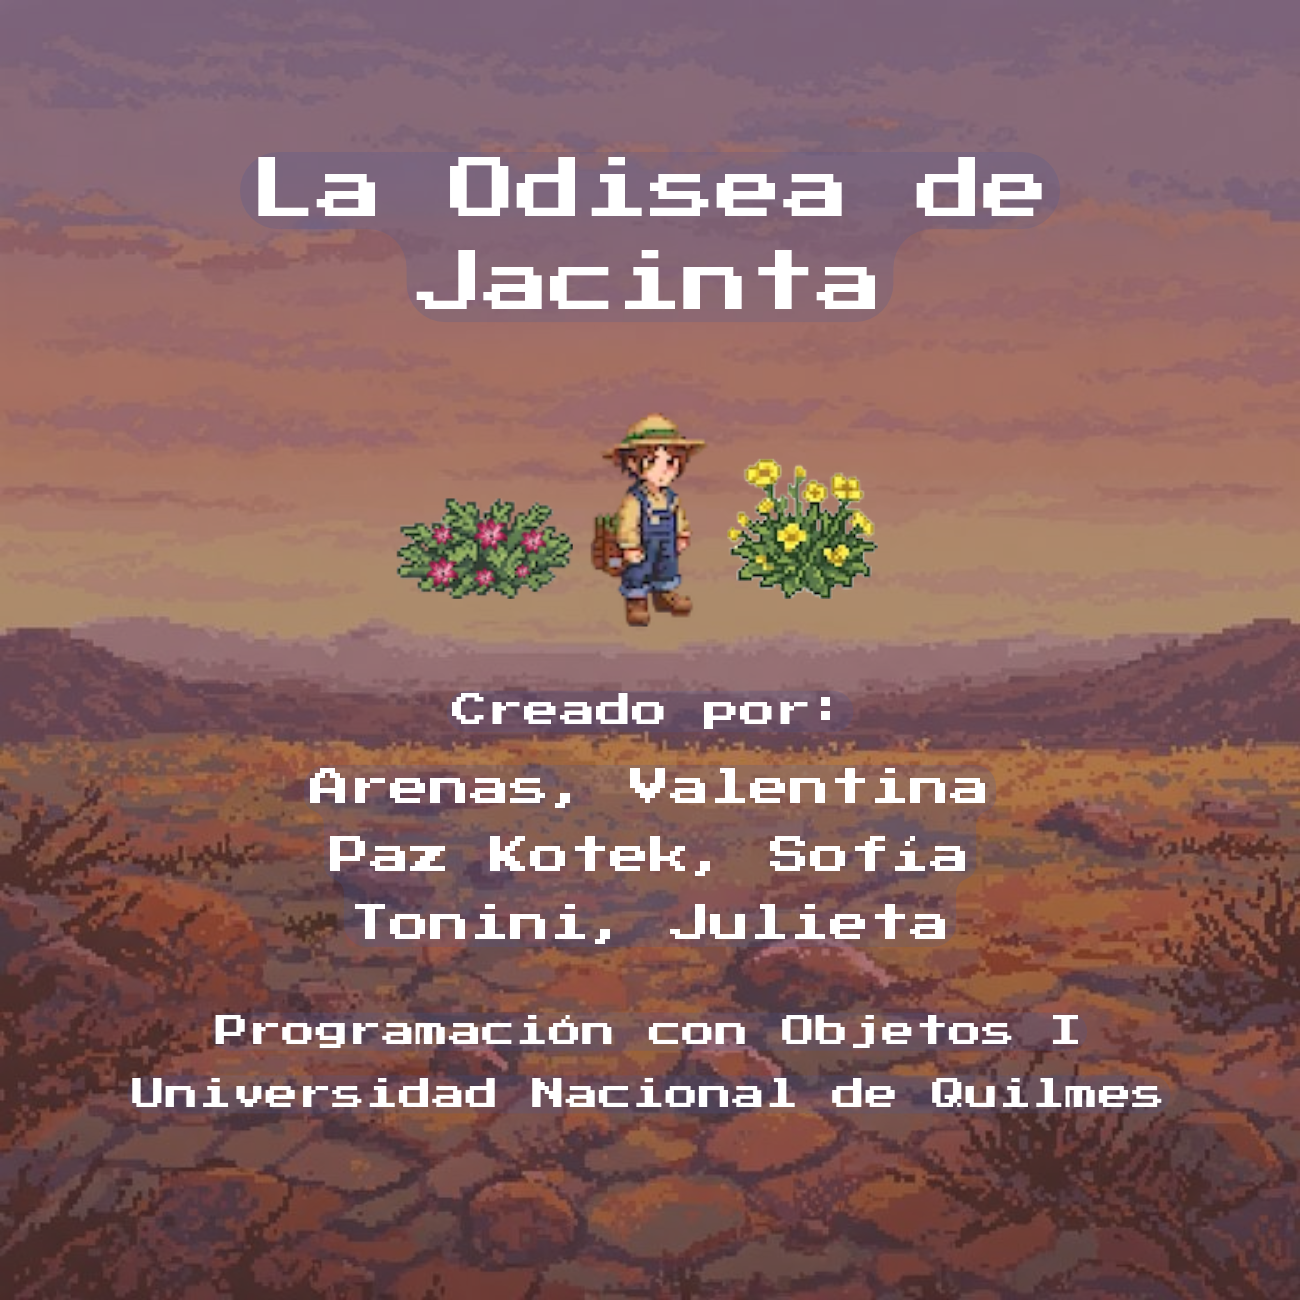 La Odisea de
Jacinta
Creado por:
Arenas, Valentina
Paz Kotek, Sofía
Tonini, Julieta
Programación con Objetos I
Universidad Nacional de Quilmes